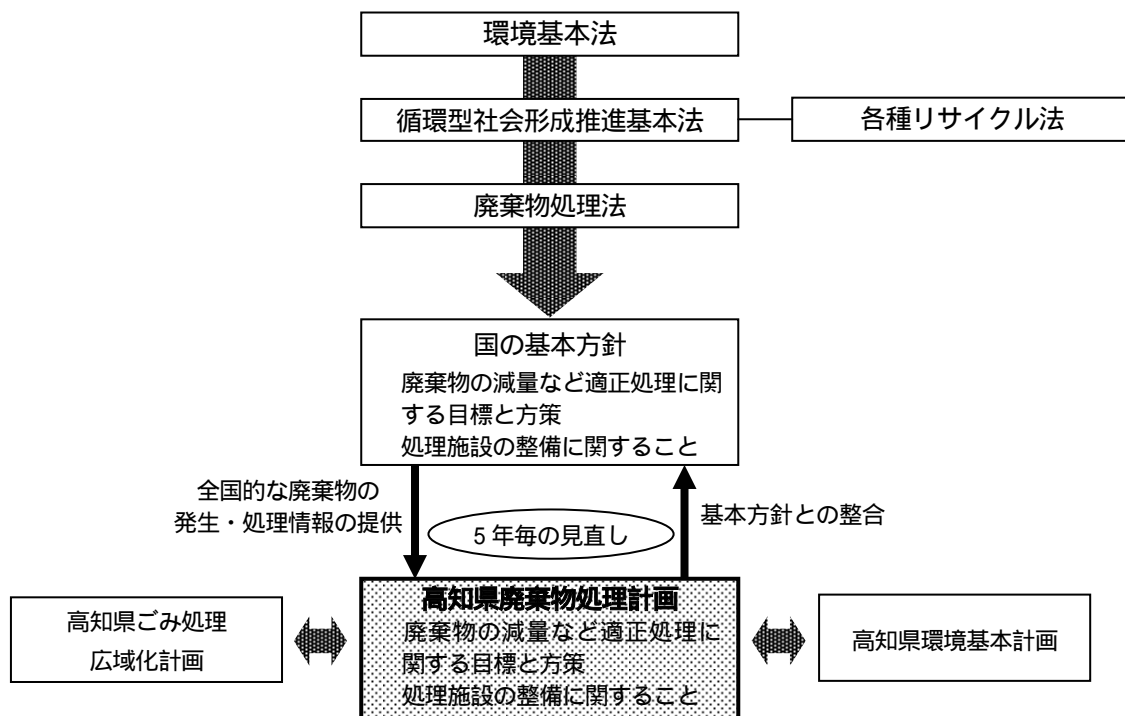 環境基本法
循環型社会形成推進基本法
各種リサイクル法
廃棄物処理法
国の基本方針
廃棄物の減量など適正処理に関
する目標と方策
処理施設の整備に関すること
全国的な廃棄物の
発生・処理情報の提供
5 年毎の見直し
基本方針との整合
高知県ごみ処理
広域化計画
高知県廃棄物処理計画
廃棄物の減量など適正処理に
関する目標と方策
処理施設の整備に関すること
高知県環境基本計画